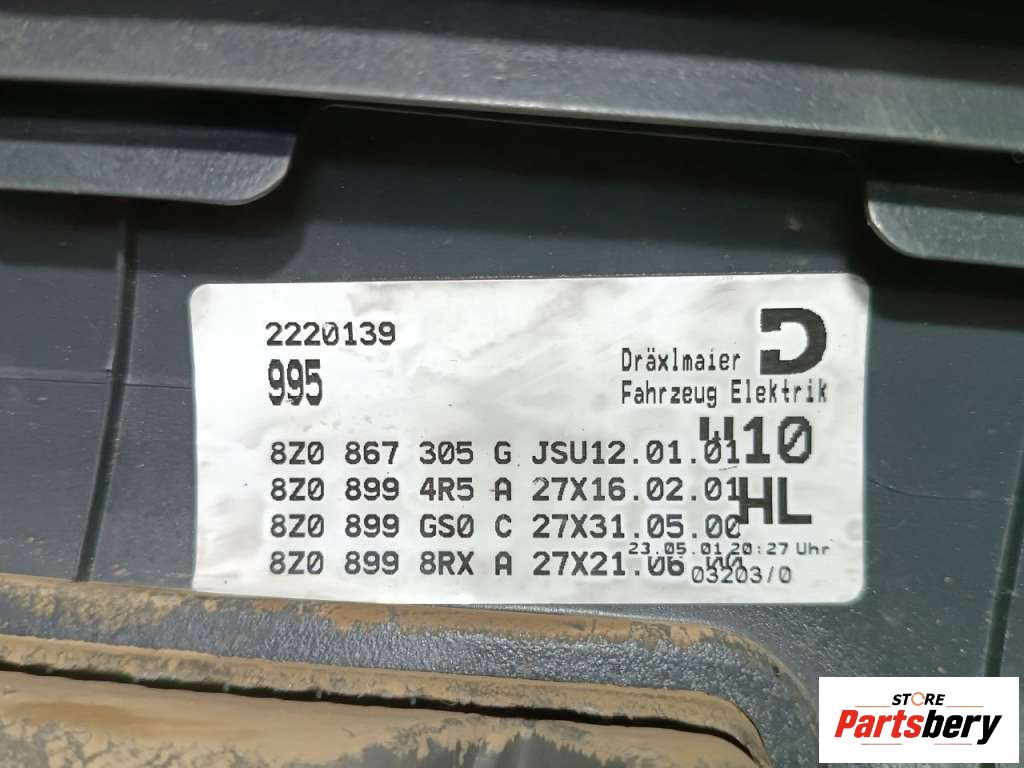 2220139
995
Dräxlmaier
Fahrzeug Elektrik
8Z0 867 305 G JSU12.01.01
410
8Z0 899 4R5 A 27X16.02.01
HL
8Z0 899 GS0 C 27X31.05.00
23.05.01 20:27 Uhr
8Z0 899 8RX A 27X21.06
03203/0
STORE
Partsbery